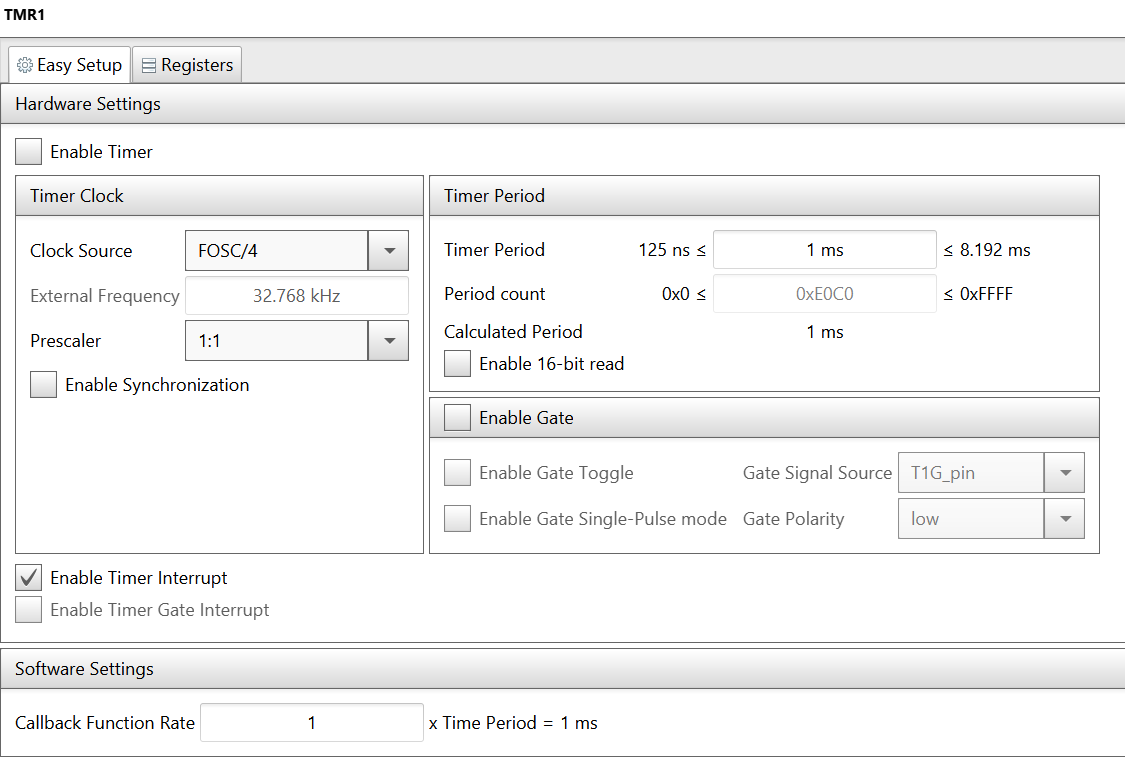 TMR1
Easy Setup Registers
Hardware Settings
Enable Timer
Timer Clock
Clock Source FOSC/4
External Frequency 32.768 kHz
Prescaler 1:1
Enable Synchronization
Timer Period
Timer Period 125 ns ≤ 1 ms ≤ 8.192 ms
Period count 0x0 ≤ 0xE0C0 ≤ 0xFFFF
Calculated Period 1 ms
Enable 16-bit read
Enable Gate
Enable Gate Toggle Gate Signal Source T1G_pin
Enable Gate Single-Pulse mode Gate Polarity low
Enable Timer Interrupt
Enable Timer Gate Interrupt
Software Settings
Callback Function Rate 1 x Time Period = 1 ms